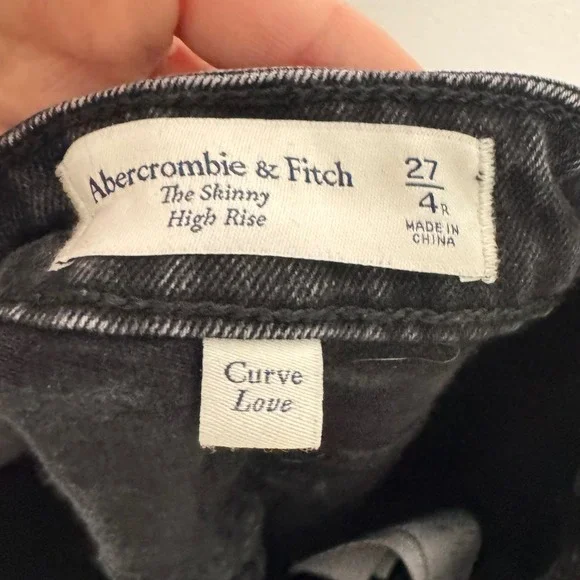 Abercrombie & Fitch
The Skinny
High Rise
27
4R
MADE IN
CHINA
Curve
Love